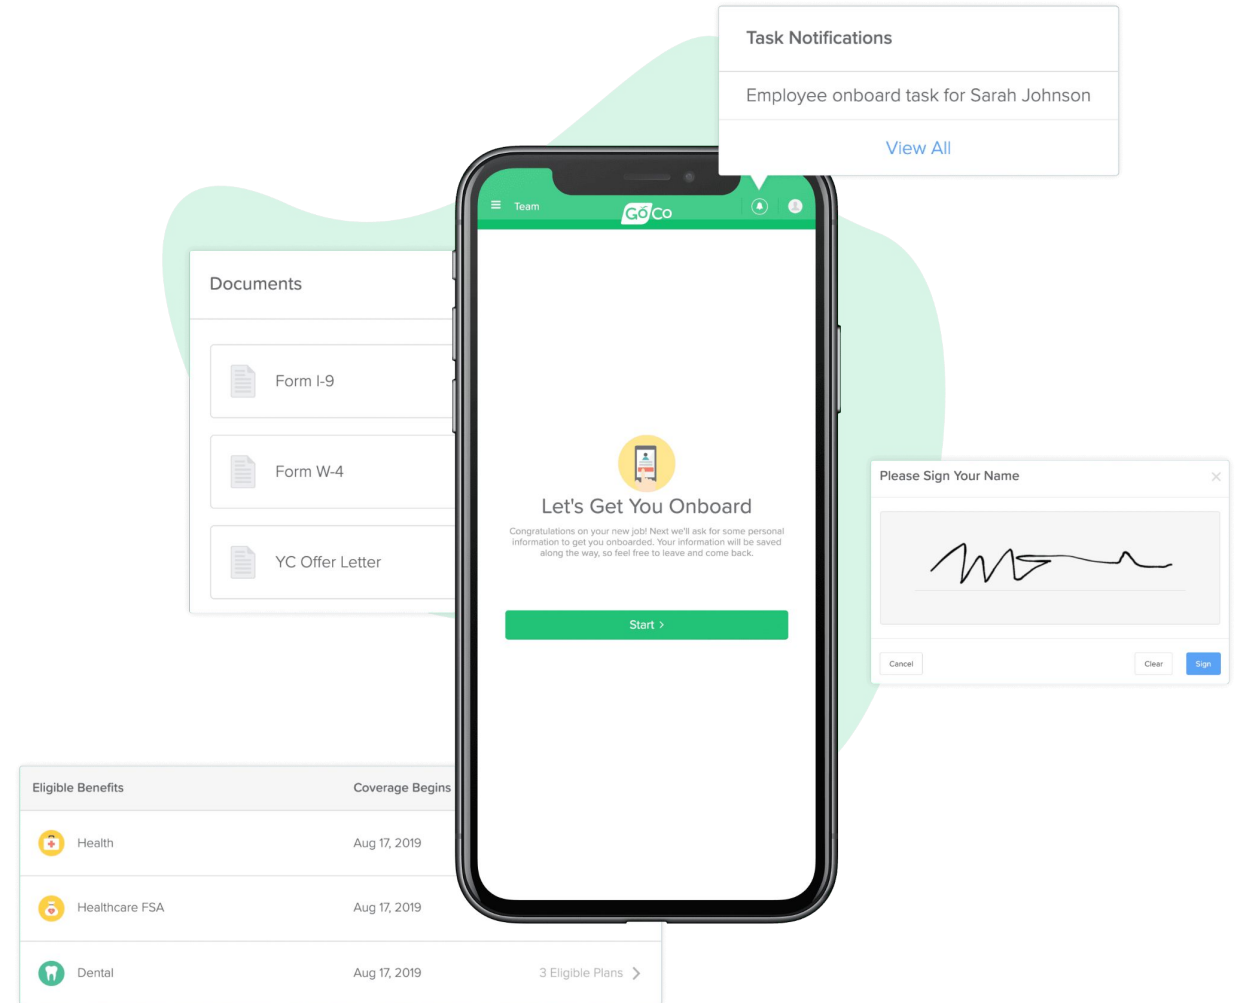 Task Notifications
Employee onboard task for Sarah Johnson
View All
Team
GoCo
Documents
Form I-9
Form W-4
YC Offer Letter
Let's Get You Onboard
Congratulations on your new job! Next we'll ask for some personal
information to get you onboarded. Your information will be saved
along the way, so feel free to leave and come back.
Start >
Please Sign Your Name
Cancel
Clear
Sign
Eligible Benefits
Coverage Begins
Health
Aug 17, 2019
Healthcare FSA
Aug 17, 2019
Dental
Aug 17, 2019
3 Eligible Plans